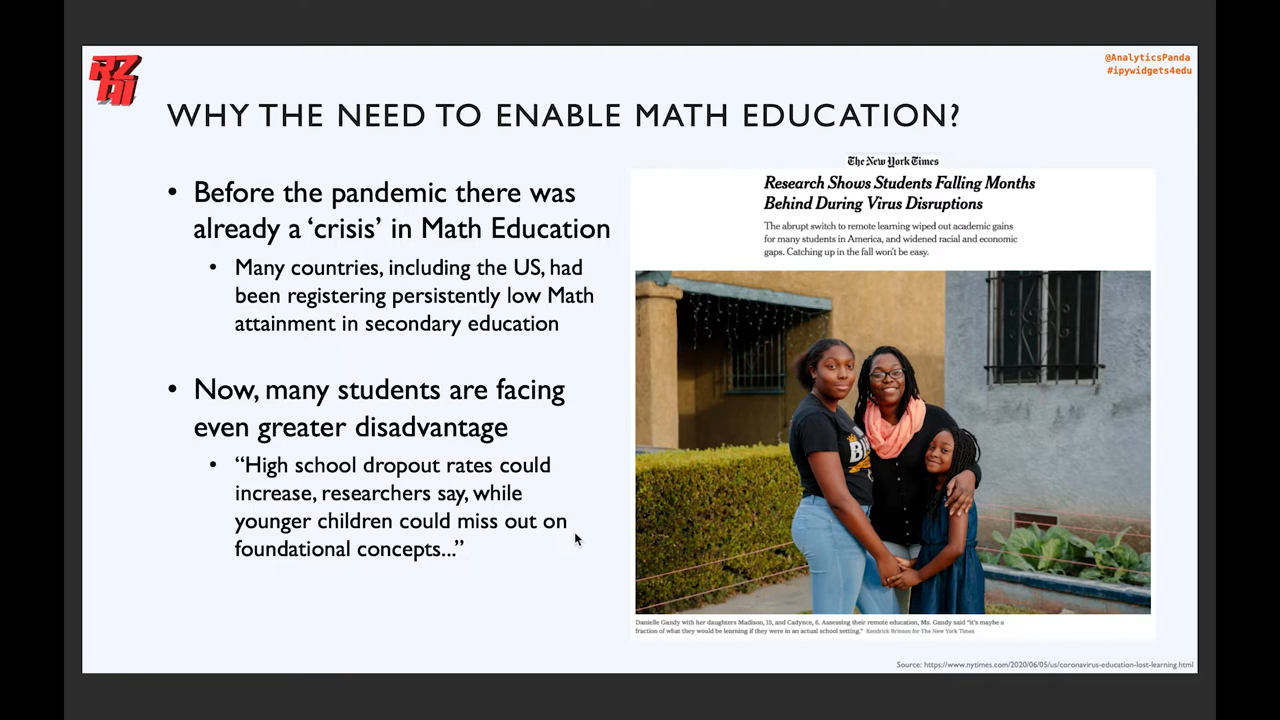 RZ
AI
@AnalyticsPanda
#ipywidgets4edu
WHY THE NEED TO ENABLE MATH EDUCATION?
• Before the pandemic there was
already a ‘crisis’ in Math Education
• Many countries, including the US, had
been registering persistently low Math
attainment in secondary education
• Now, many students are facing
even greater disadvantage
• “High school dropout rates could
increase, researchers say, while
younger children could miss out on
foundational concepts...”
The New York Times
Research Shows Students Falling Months
Behind During Virus Disruptions
The abrupt switch to remote learning wiped out academic gains
for many students in America, and widened racial and economic
gaps. Catching up in the fall won’t be easy.
Danielle Gandy with her daughters Madison, 15, and Cadynce, 6. Assessing their remote education, Ms. Gandy said “it’s maybe a
fraction of what they would be learning if they were in an actual school setting.” Kendrick Brinson for The New York Times
Source: https://www.nytimes.com/2020/06/05/us/coronavirus-education-lost-learning.html